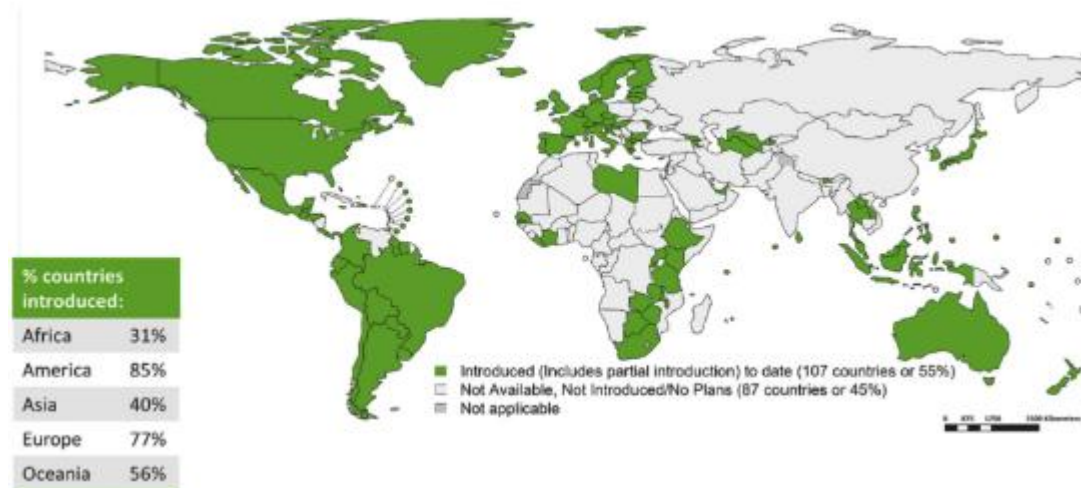 % countries
introduced:
Africa 31%
America 85%
Asia 40%
Europe 77%
Oceania 56%
Introduced (Includes partial introduction) to date (107 countries or 55%)
Not Available, Not Introduced/No Plans (87 countries or 45%)
Not applicable